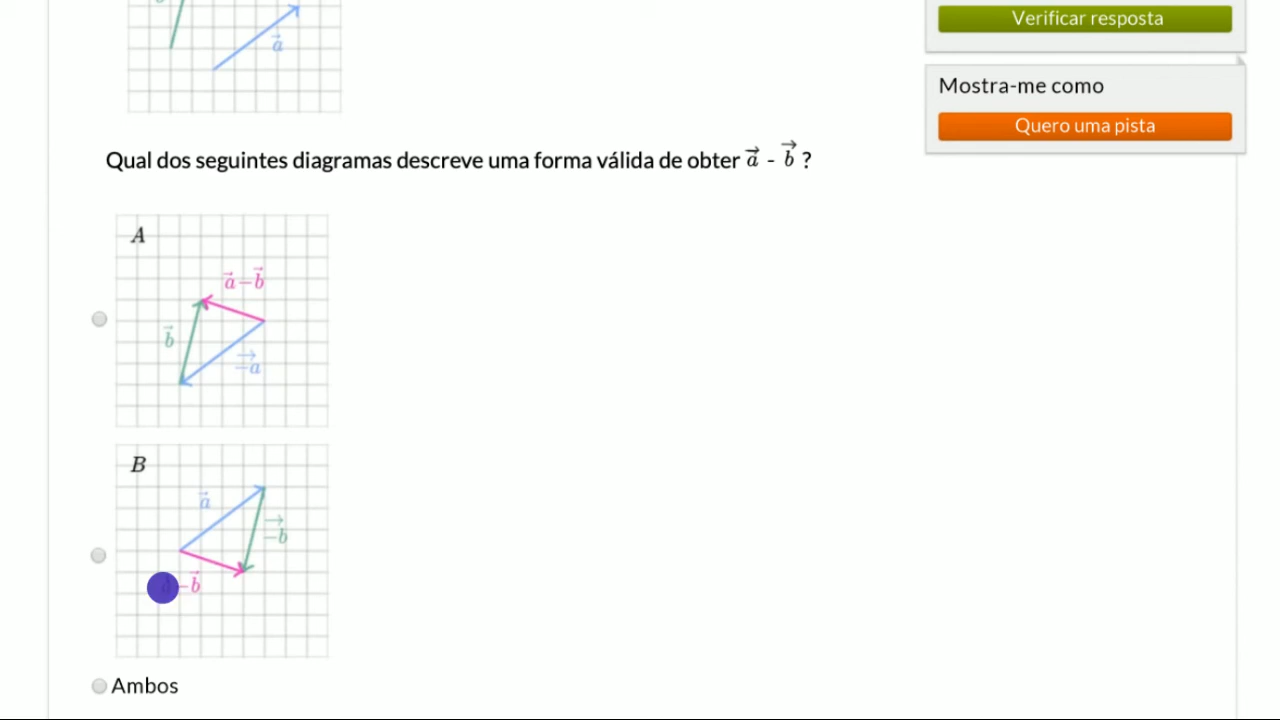 Verificar resposta
a⃗
Mostra-me como
Quero uma pista
Qual dos seguintes diagramas descreve uma forma válida de obter a⃗ - b⃗ ?
A
a⃗ − b⃗
b⃗
−a⃗
B
a⃗
−b⃗
− b⃗
Ambos